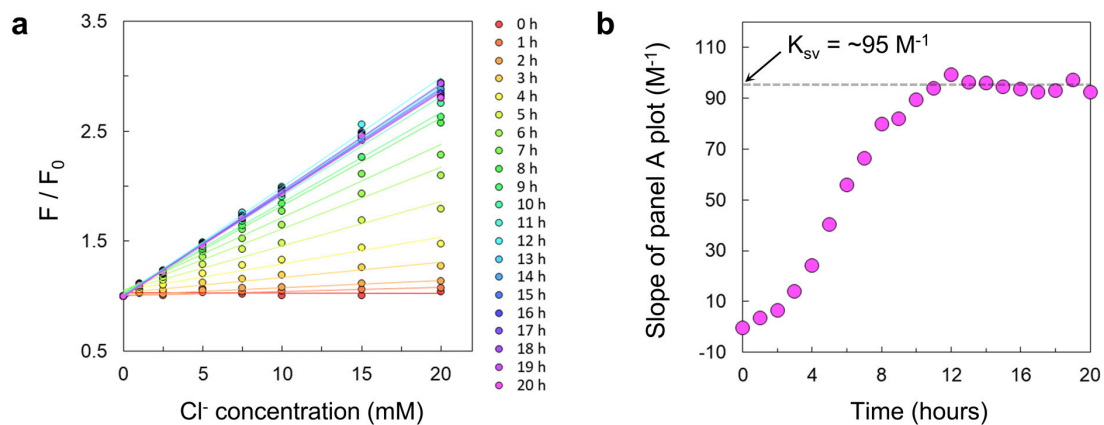 a
3.5
2.5
1.5
0.5
F / F₀
0
5
10
15
20
Cl⁻ concentration (mM)
0 h
1 h
2 h
3 h
4 h
5 h
6 h
7 h
8 h
9 h
10 h
11 h
12 h
13 h
14 h
15 h
16 h
17 h
18 h
19 h
20 h
b
Slope of panel A plot (M⁻¹)
110
90
70
50
30
10
-10
Kₛᵥ = ~95 M⁻¹
0
4
8
12
16
20
Time (hours)